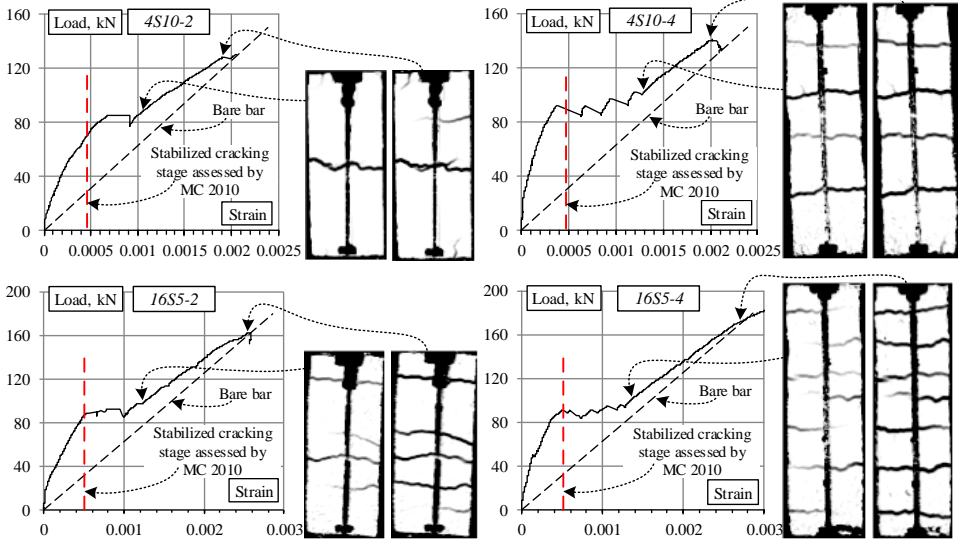 Load, kN
4S10-2
160
120
80
40
0
Bare bar
Stabilized cracking
stage assessed by
MC 2010
Strain
0 0.0005 0.001 0.0015 0.002 0.0025
Load, kN
4S10-4
160
120
80
40
0
Bare bar
Stabilized cracking
stage assessed by
MC 2010
Strain
0 0.0005 0.001 0.0015 0.002 0.0025
Load, kN
16S5-2
200
160
120
80
40
0
Bare bar
Stabilized cracking
stage assessed by
MC 2010
Strain
0 0.001 0.002 0.003
Load, kN
16S5-4
200
160
120
80
40
0
Bare bar
Stabilized cracking
stage assessed by
MC 2010
Strain
0 0.001 0.002 0.003